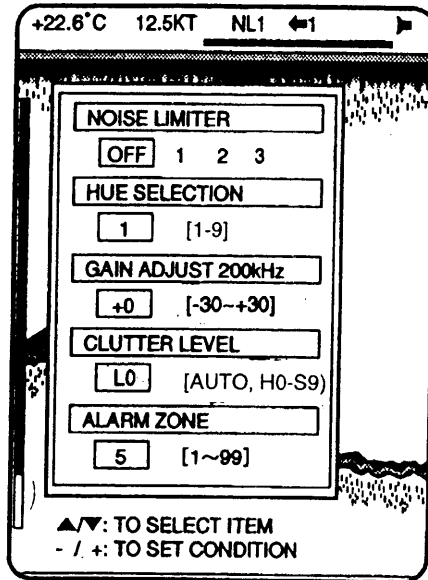 +22.6°C 12.5KT NL1 ⬅1
NOISE LIMITER
OFF 1 2 3
HUE SELECTION
1 [1-9]
GAIN ADJUST 200kHz
+0 [-30~+30]
CLUTTER LEVEL
L0 [AUTO, H0-S9)
ALARM ZONE
5 [1~99]
▲/▼: TO SELECT ITEM
- / +: TO SET CONDITION